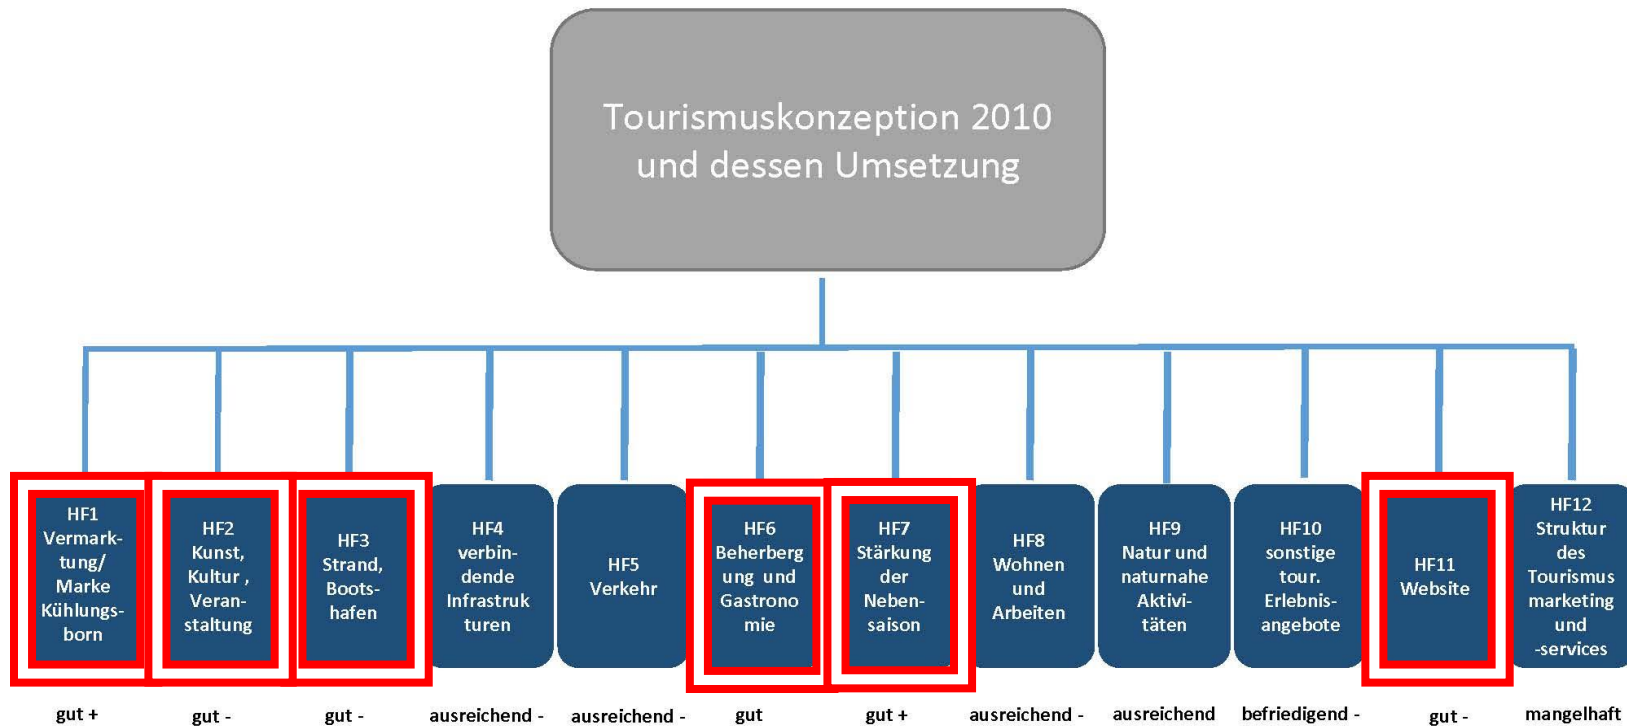 Tourismuskonzeption 2010
und dessen Umsetzung
HF1
Vermark-
tung/
Marke
Kühlungs-
born
HF2
Kunst,
Kultur ,
Veran-
staltung
HF3
Strand,
Boots-
hafen
HF4
verbin-
dende
Infrastruk
turen
HF5
Verkehr
HF6
Beherberg
ung und
Gastrono
mie
HF7
Stärkung
der
Neben-
saison
HF8
Wohnen
und
Arbeiten
HF9
Natur und
naturnahe
Aktivi-
täten
HF10
sonstige
tour.
Erlebnis-
angebote
HF11
Website
HF12
Struktur
des
Tourismus
marketing
und
-services
gut +
gut -
gut -
ausreichend -
ausreichend -
gut
gut +
ausreichend -
ausreichend
befriedigend -
gut -
mangelhaft